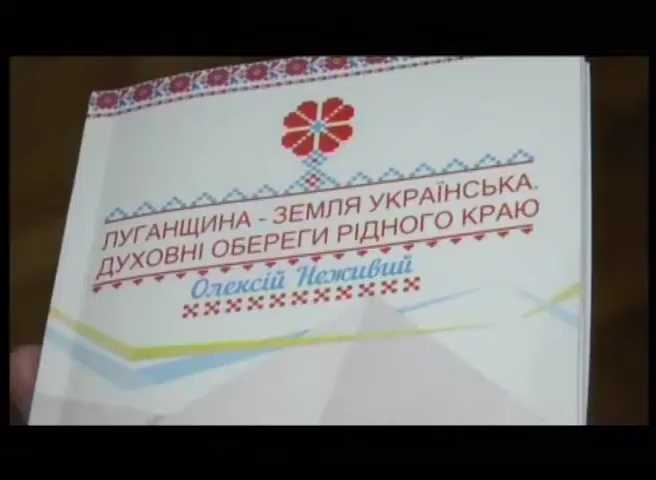 ЛУГАНЩИНА - ЗЕМЛЯ УКРАЇНСЬКА.
ДУХОВНІ ОБЕРЕГИ РІДНОГО КРАЮ
Олексій Неживий